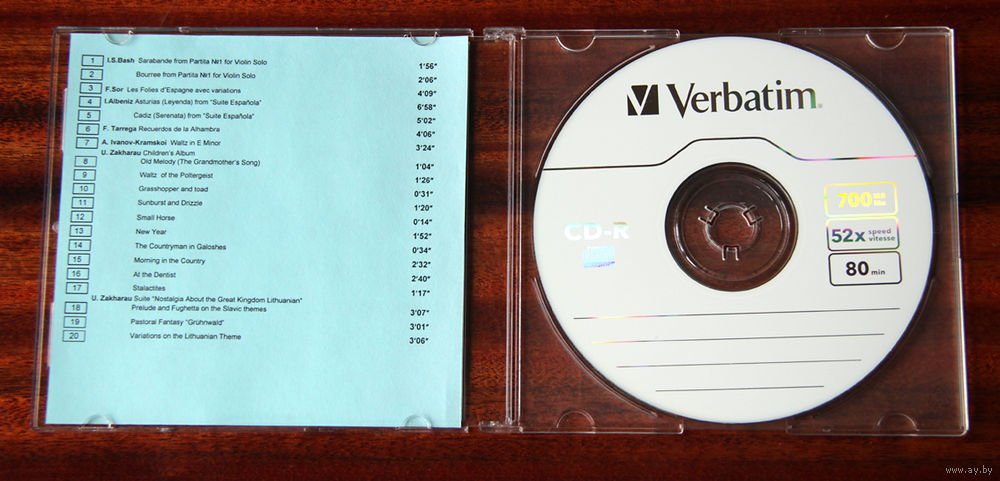 1 I.S.Bash Sarabande from Partita №1 for Violin Solo 1'56"
2 Bourree from Partita №1 for Violin Solo 2'06"
3 F.Sor Les Folies d'Espagne avec variations 4'09"
4 I.Albeniz Asturias (Leyenda) from "Suite Española" 6'58"
5 Cadiz (Serenata) from "Suite Española" 5'02"
6 F. Tarrega Recuerdos de la Alhambra 4'06"
7 A. Ivanov-Kramskoi Waltz in E Minor 3'24"
U. Zakharau Children's Album
8 Old Melody (The Grandmother's Song) 1'04"
9 Waltz of the Poltergeist 1'26"
10 Grasshopper and toad 0'31"
11 Sunburst and Drizzle 1'20"
12 Small Horse 0'14"
13 New Year 1'52"
14 The Countryman in Galoshes 0'34"
15 Morning in the Country 2'32"
16 At the Dentist 2'40"
17 Stalactites 1'17"
U. Zakharau Suite "Nostalgia About the Great Kingdom Lithuanian"
18 Prelude and Fughetta on the Slavic themes 3'07"
19 Pastoral Fantasy "Grühnwald" 3'01"
20 Variations on the Lithuanian Theme 3'06"
Verbatim
CD-R
700 MB
Mo
52x speed
vitesse
80 min
www.ay.by